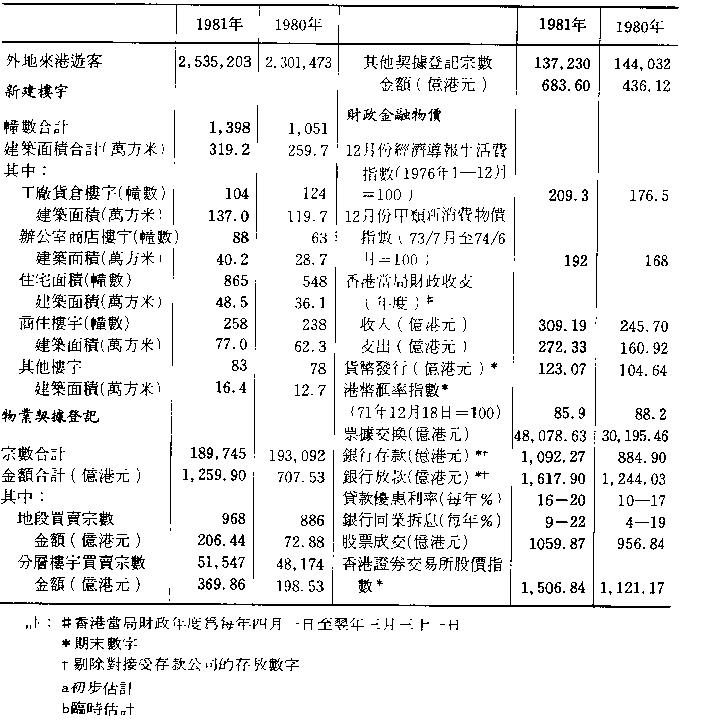 1981年 1980年
外地來港遊客 2,535,203 2,301,473
新建樓宇
幢數合計 1,398 1,051
建築面積合計(萬方米) 319.2 259.7
其中:
工廠貨倉樓宇(幢數) 104 124
建築面積(萬方米) 137.0 119.7
辦公室商店樓宇(幢數) 88 63
建築面積(萬方米) 40.2 28.7
住宅面積(幢數) 865 548
建築面積(萬方米) 48.5 36.1
商住樓宇(幢數) 258 238
建築面積(萬方米) 77.0 62.3
其他樓宇 83 78
建築面積(萬方米) 16.4 12.7
物業契據登記
宗數合計 189,745 193,092
金額合計(億港元) 1,259.90 707.53
其中:
地段買賣宗數 968 886
金額(億港元) 206.44 72.88
分層樓宇買賣宗數 51,547 48,174
金額(億港元) 369.86 198.53
1981年 1980年
其他契據登記宗數 137,230 144,032
金額(億港元) 683.60 436.12
財政金融物價
12月份經濟導報生活費
指數(1976年1—12月
=100) 209.3 176.5
12月份甲類新消費物價
指數(73/7月至74/6
月=100) 192 168
香港當局財政收支
(年度)#
收入(億港元) 309.19 245.70
支出(億港元) 272.33 160.92
貨幣發行(億港元)* 123.07 104.64
港幣匯率指數*
(71年12月18日=100) 85.9 88.2
票據交換(億港元) 48,078.63 30,195.46
銀行存款(億港元)*† 1,092.27 884.90
銀行放款(億港元)*† 1,617.90 1,244.03
貸款優惠利率(每年%) 16—20 10—17
銀行同業拆息(每年%) 9—22 4—19
股票成交(億港元) 1059.87 956.84
香港證券交易所股價指
數* 1,506.84 1,121.17
註:#香港當局財政年度爲每年四月一日至翌年三月三十一日
*期末數字
†剔除對接受存款公司的存放數字
a初步估計
b臨時估計